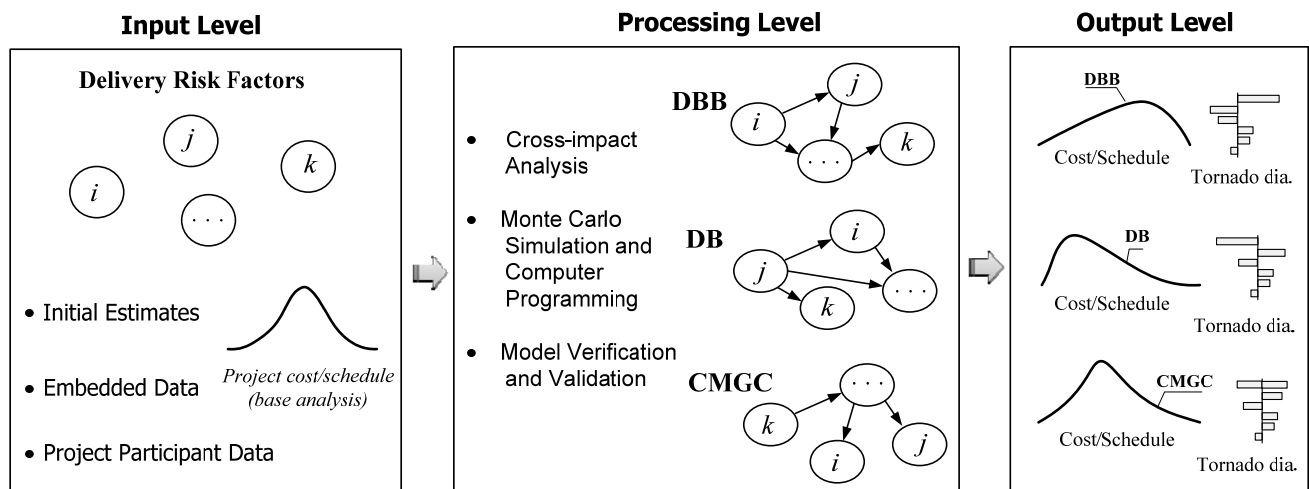 Input Level
Delivery Risk Factors
j
i
k
· · ·
• Initial Estimates
Project cost/schedule
(base analysis)
• Embedded Data
• Project Participant Data
Processing Level
• Cross-impact
Analysis
• Monte Carlo
Simulation and
Computer
Programming
• Model Verification
and Validation
DBB
j
i
k
· · ·
DB
i
j
· · ·
k
CMGC
· · ·
k
j
i
Output Level
DBB
Cost/Schedule
Tornado dia.
DB
Cost/Schedule
Tornado dia.
CMGC
Cost/Schedule
Tornado dia.